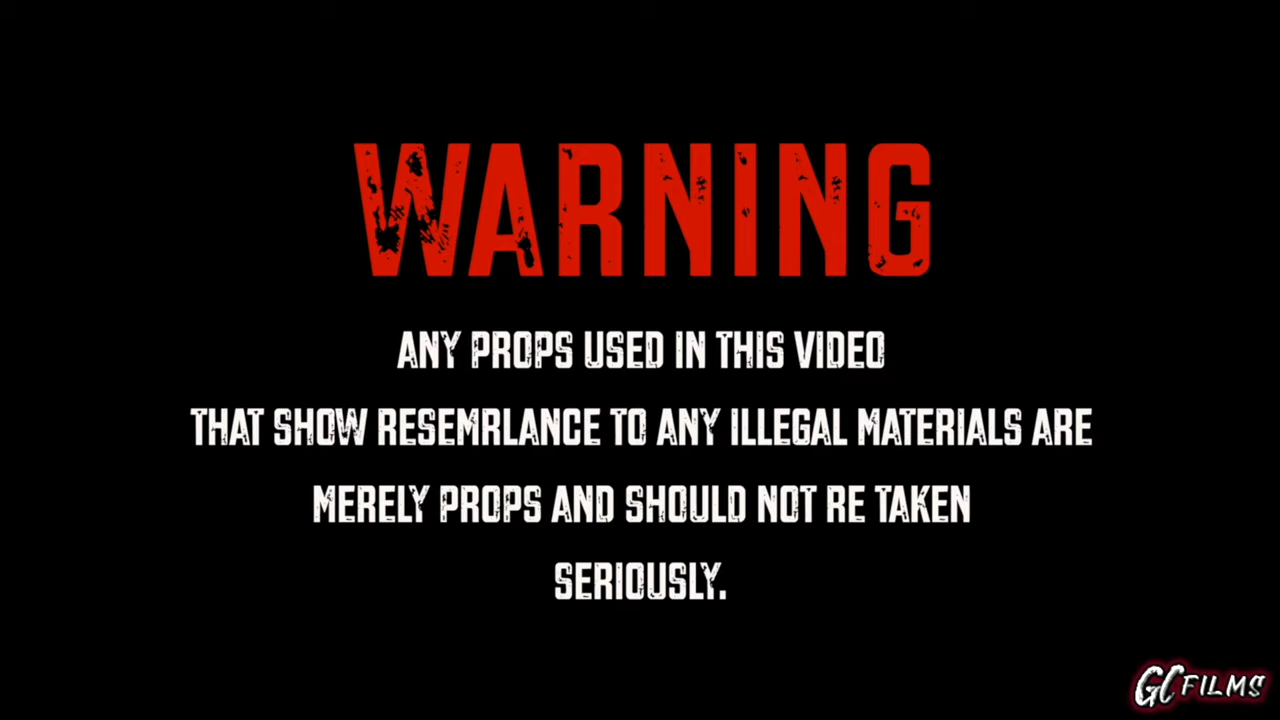 WARNING
ANY PROPS USED IN THIS VIDEO
THAT SHOW RESEMRLANCE TO ANY ILLEGAL MATERIALS ARE
MERELY PROPS AND SHOULD NOT RE TAKEN
SERIOUSLY.
GC FILMS